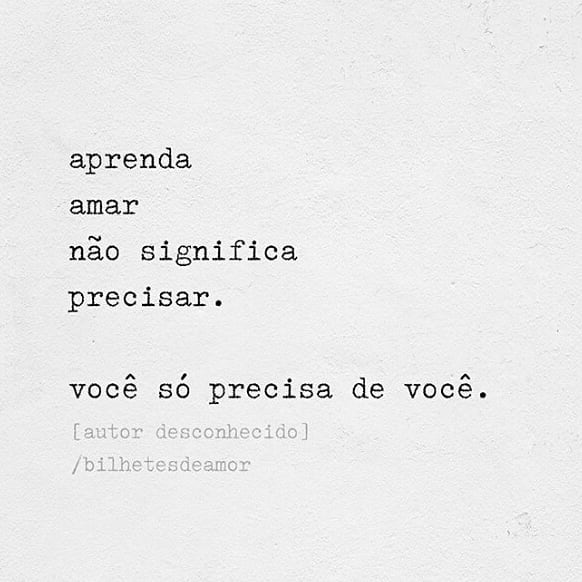 aprenda
amar
não significa
precisar.
você só precisa de você.
[autor desconhecido]
/bilhetesdeamor